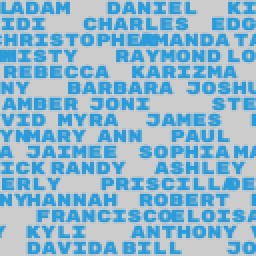 ADAM DANIEL
CHARLES
CHRISTOPHER AMANDA
MISTY RAYMOND
REBECCA KARIZMA
BARBARA
AMBER JONI
MYRA JAMES
MARY ANN PAUL
JAIMEE SOPHIA
RANDY ASHLEY
PRISCILLA
HANNAH ROBERT
FRANCISCO ELOISA
KYLI ANTHONY
DAVIDA BILL